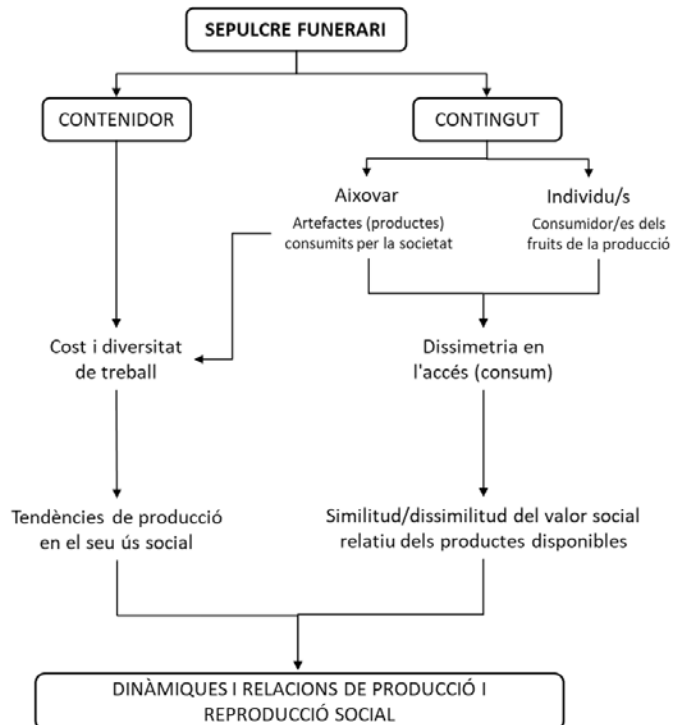 SEPULCRE FUNERARI
CONTENIDOR
CONTINGUT
Aixovar
Artefactes (productes)
consumits per la societat
Individu/s
Consumidor/es dels
fruits de la producció
Cost i diversitat
de treball
Dissimetria en
l'accés (consum)
Tendències de producció
en el seu ús social
Similitud/dissimilitud del valor social
relatiu dels productes disponibles
DINÀMIQUES I RELACIONS DE PRODUCCIÓ I
REPRODUCCIÓ SOCIAL